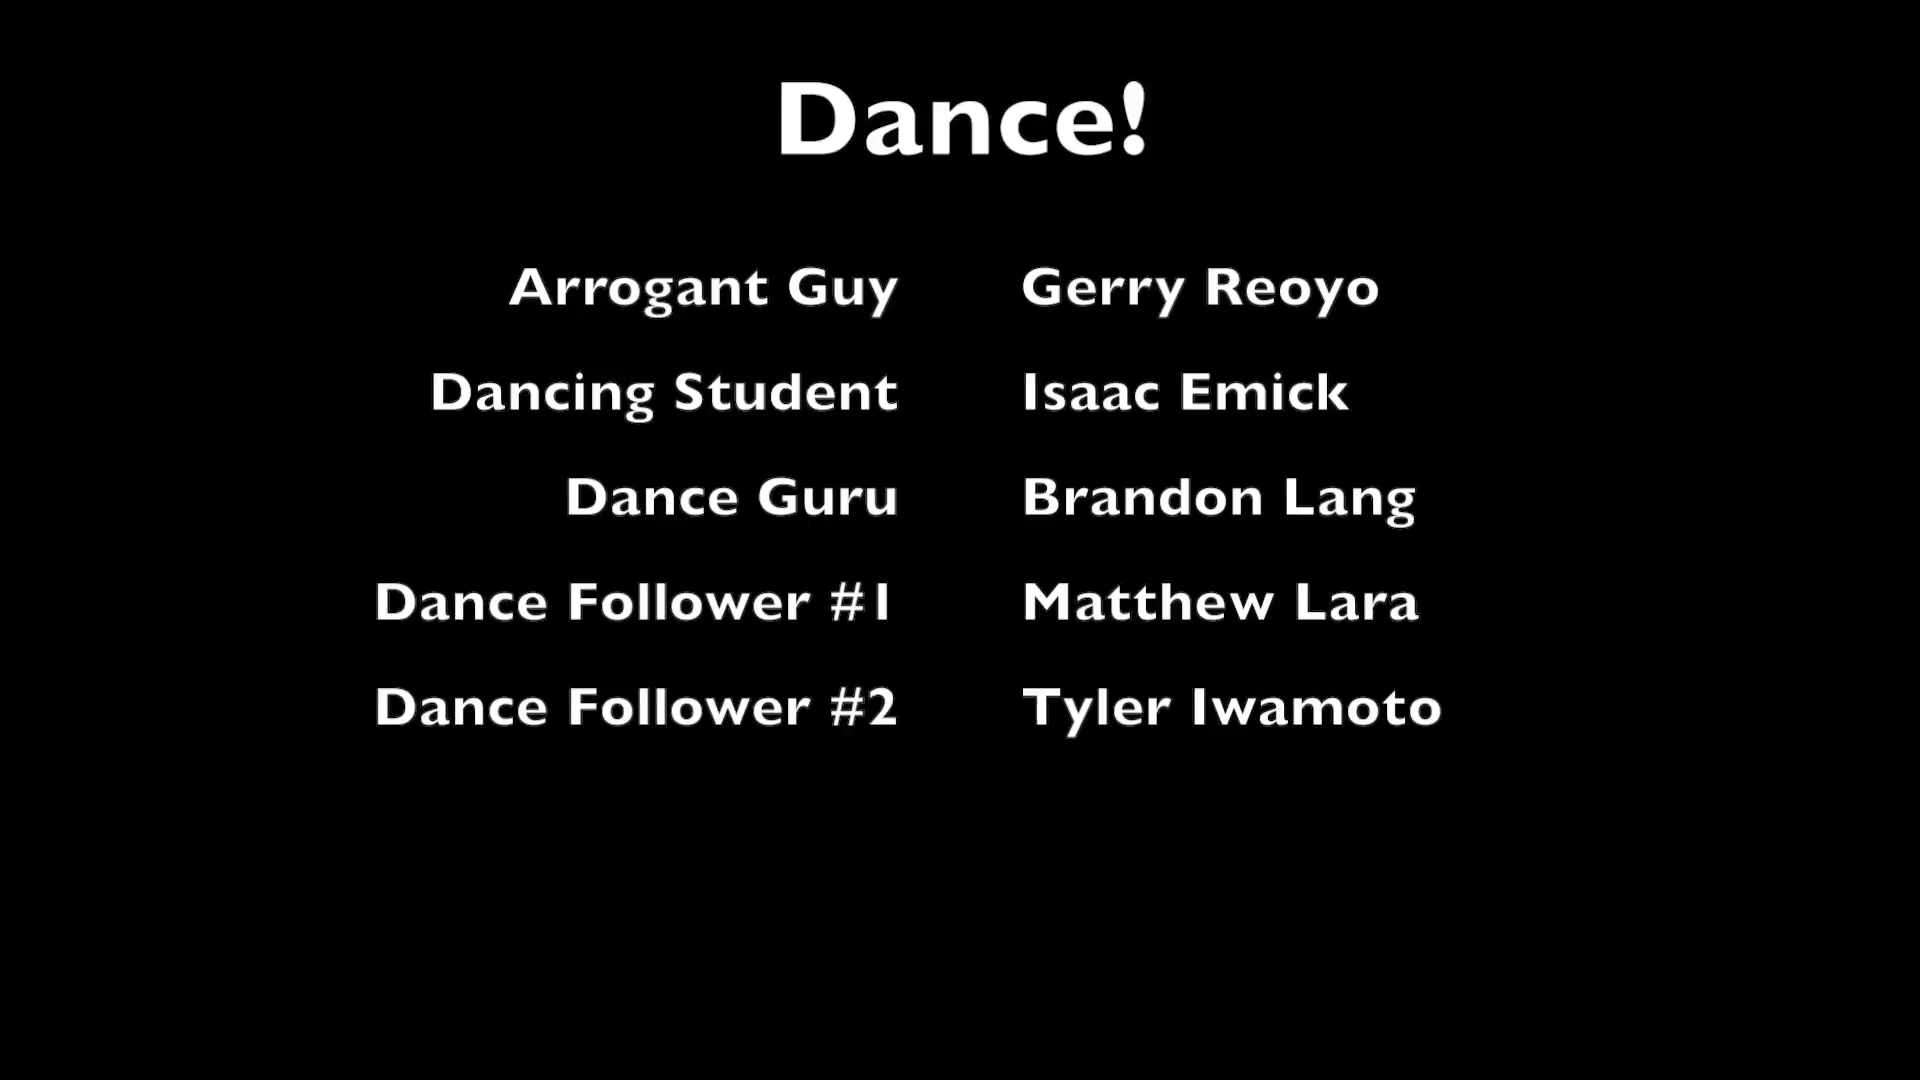 Dance!
Arrogant Guy Gerry Reoyo
Dancing Student Isaac Emick
Dance Guru Brandon Lang
Dance Follower #1 Matthew Lara
Dance Follower #2 Tyler Iwamoto